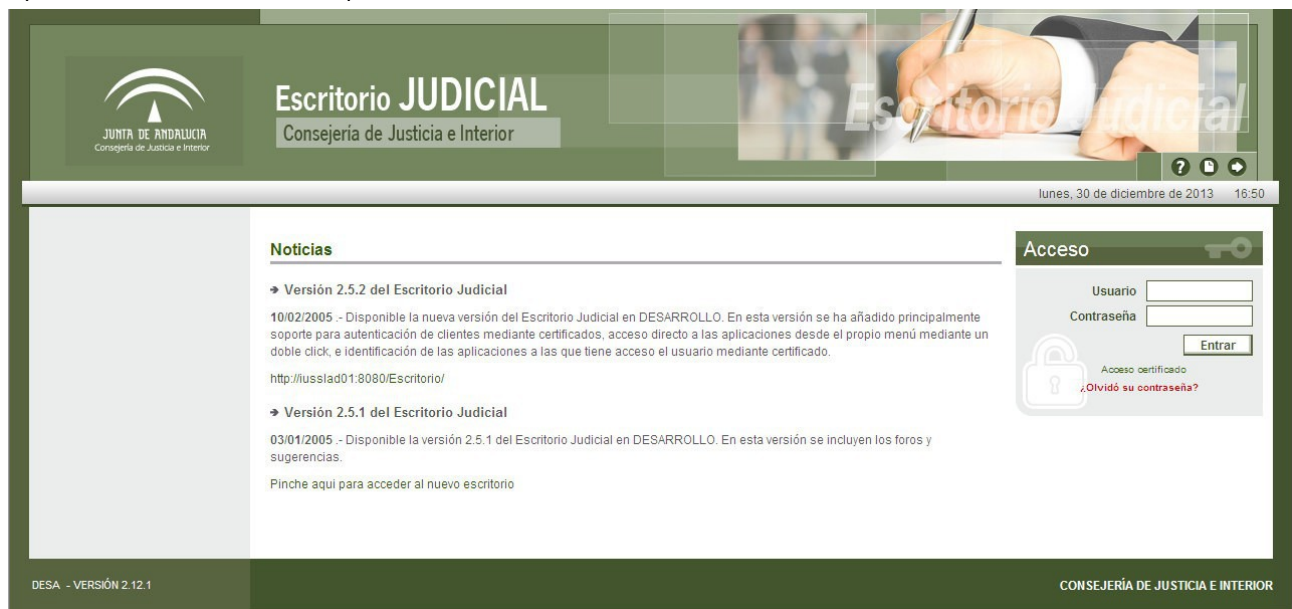 JUNTA DE ANDALUCIA
Consejería de Justicia e Interior
Escritorio JUDICIAL
Consejería de Justicia e Interior
Escritorio Judicial
lunes, 30 de diciembre de 2013 16:50
Noticias
Versión 2.5.2 del Escritorio Judicial
10/02/2005 .- Disponible la nueva versión del Escritorio Judicial en DESARROLLO. En esta versión se ha añadido principalmente
soporte para autenticación de clientes mediante certificados, acceso directo a las aplicaciones desde el propio menú mediante un
doble click, e identificación de las aplicaciones a las que tiene acceso el usuario mediante certificado.
http://iusslad01:8080/Escritorio/
Versión 2.5.1 del Escritorio Judicial
03/01/2005 .- Disponible la versión 2.5.1 del Escritorio Judicial en DESARROLLO. En esta versión se incluyen los foros y
sugerencias.
Pinche aqui para acceder al nuevo escritorio
Acceso
Usuario
Contraseña
Entrar
Acceso certificado
¿Olvidó su contraseña?
DESA - VERSIÓN 2.12.1
CONSEJERÍA DE JUSTICIA E INTERIOR